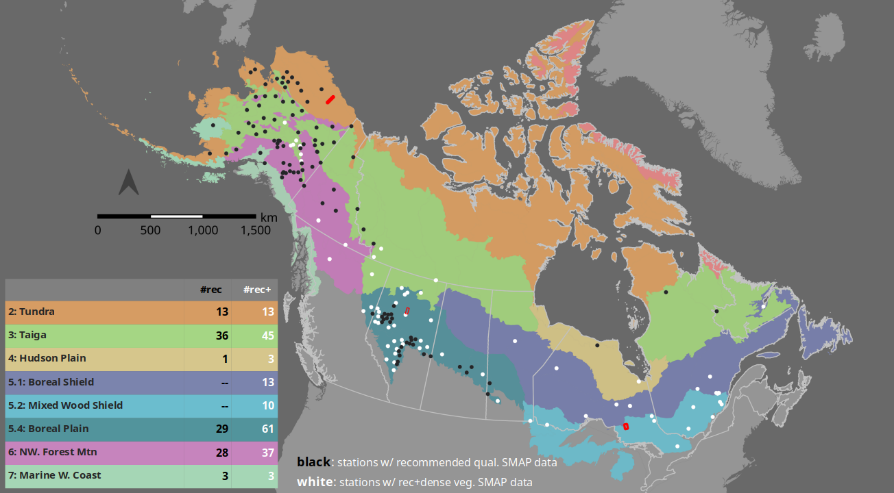 km
0 500 1,000 1,500
#rec #rec+
2: Tundra 13 13
3: Taiga 36 45
4: Hudson Plain 1 3
5.1: Boreal Shield -- 13
5.2: Mixed Wood Shield -- 10
5.4: Boreal Plain 29 61
6: NW. Forest Mtn 28 37
7: Marine W. Coast 3 3
black: stations w/ recommended qual. SMAP data
white: stations w/ rec+dense veg. SMAP data